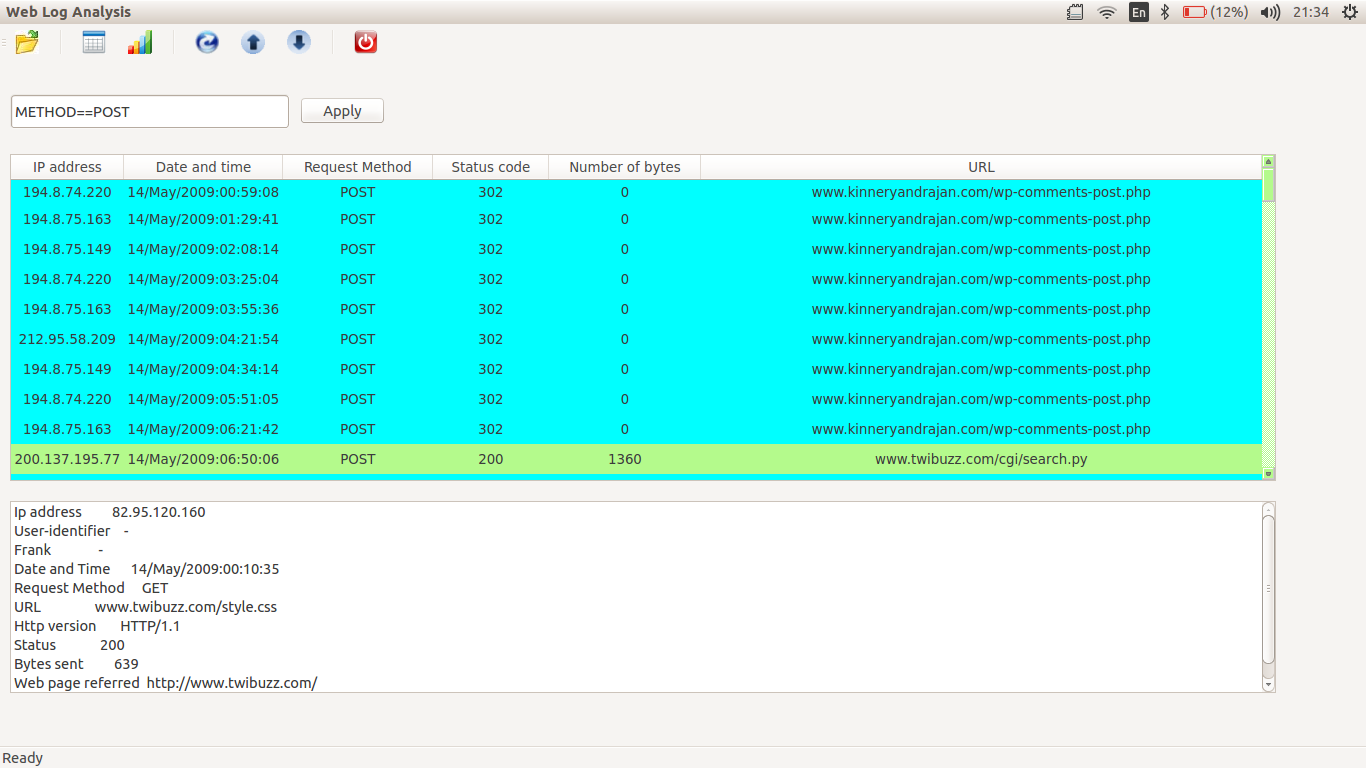 Web Log Analysis En (12%) 21:34
METHOD==POST Apply
IP address Date and time Request Method Status code Number of bytes URL
194.8.74.220 14/May/2009:00:59:08 POST 302 0 www.kinneryandrajan.com/wp-comments-post.php
194.8.75.163 14/May/2009:01:29:41 POST 302 0 www.kinneryandrajan.com/wp-comments-post.php
194.8.75.149 14/May/2009:02:08:14 POST 302 0 www.kinneryandrajan.com/wp-comments-post.php
194.8.74.220 14/May/2009:03:25:04 POST 302 0 www.kinneryandrajan.com/wp-comments-post.php
194.8.75.163 14/May/2009:03:55:36 POST 302 0 www.kinneryandrajan.com/wp-comments-post.php
212.95.58.209 14/May/2009:04:21:54 POST 302 0 www.kinneryandrajan.com/wp-comments-post.php
194.8.75.149 14/May/2009:04:34:14 POST 302 0 www.kinneryandrajan.com/wp-comments-post.php
194.8.74.220 14/May/2009:05:51:05 POST 302 0 www.kinneryandrajan.com/wp-comments-post.php
194.8.75.163 14/May/2009:06:21:42 POST 302 0 www.kinneryandrajan.com/wp-comments-post.php
200.137.195.77 14/May/2009:06:50:06 POST 200 1360 www.twibuzz.com/cgi/search.py
Ip address 82.95.120.160
User-identifier -
Frank -
Date and Time 14/May/2009:00:10:35
Request Method GET
URL www.twibuzz.com/style.css
Http version HTTP/1.1
Status 200
Bytes sent 639
Web page referred http://www.twibuzz.com/
Ready